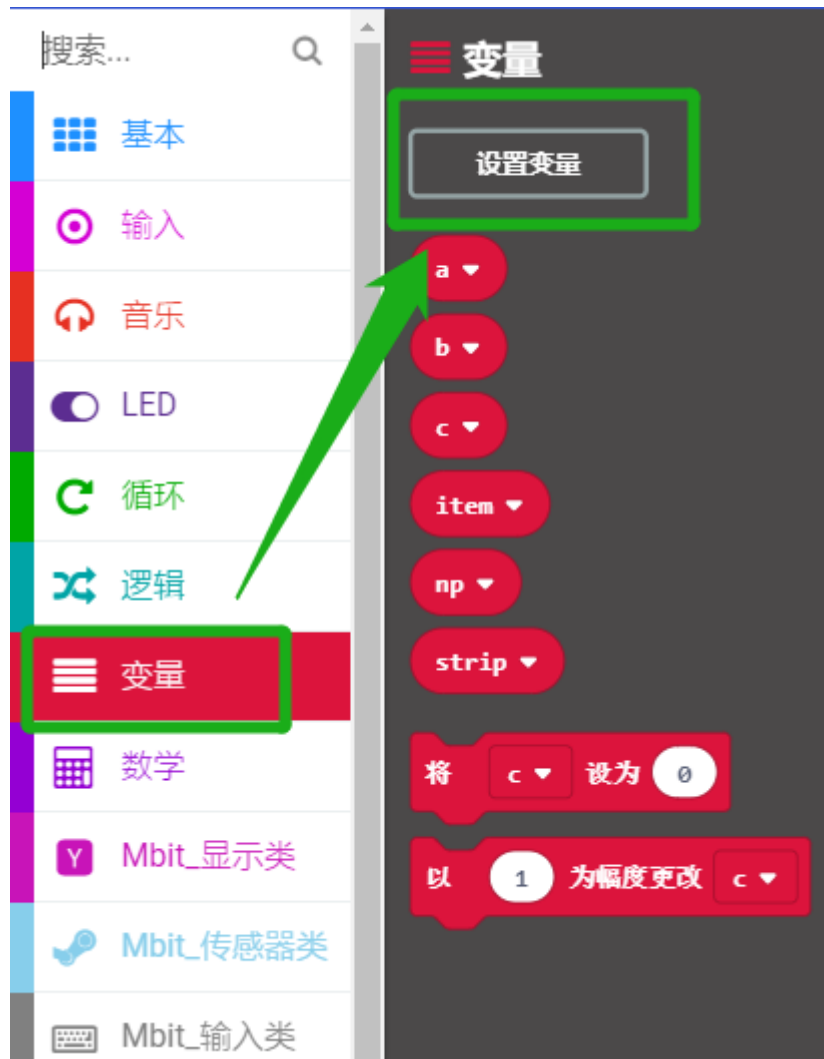 搜索...
基本
输入
音乐
LED
循环
逻辑
变量
数学
Y Mbit_显示类
Mbit_传感器类
Mbit_输入类
变量
设置变量
a
b
c
item
np
strip
将 c 设为 0
以 1 为幅度更改 c